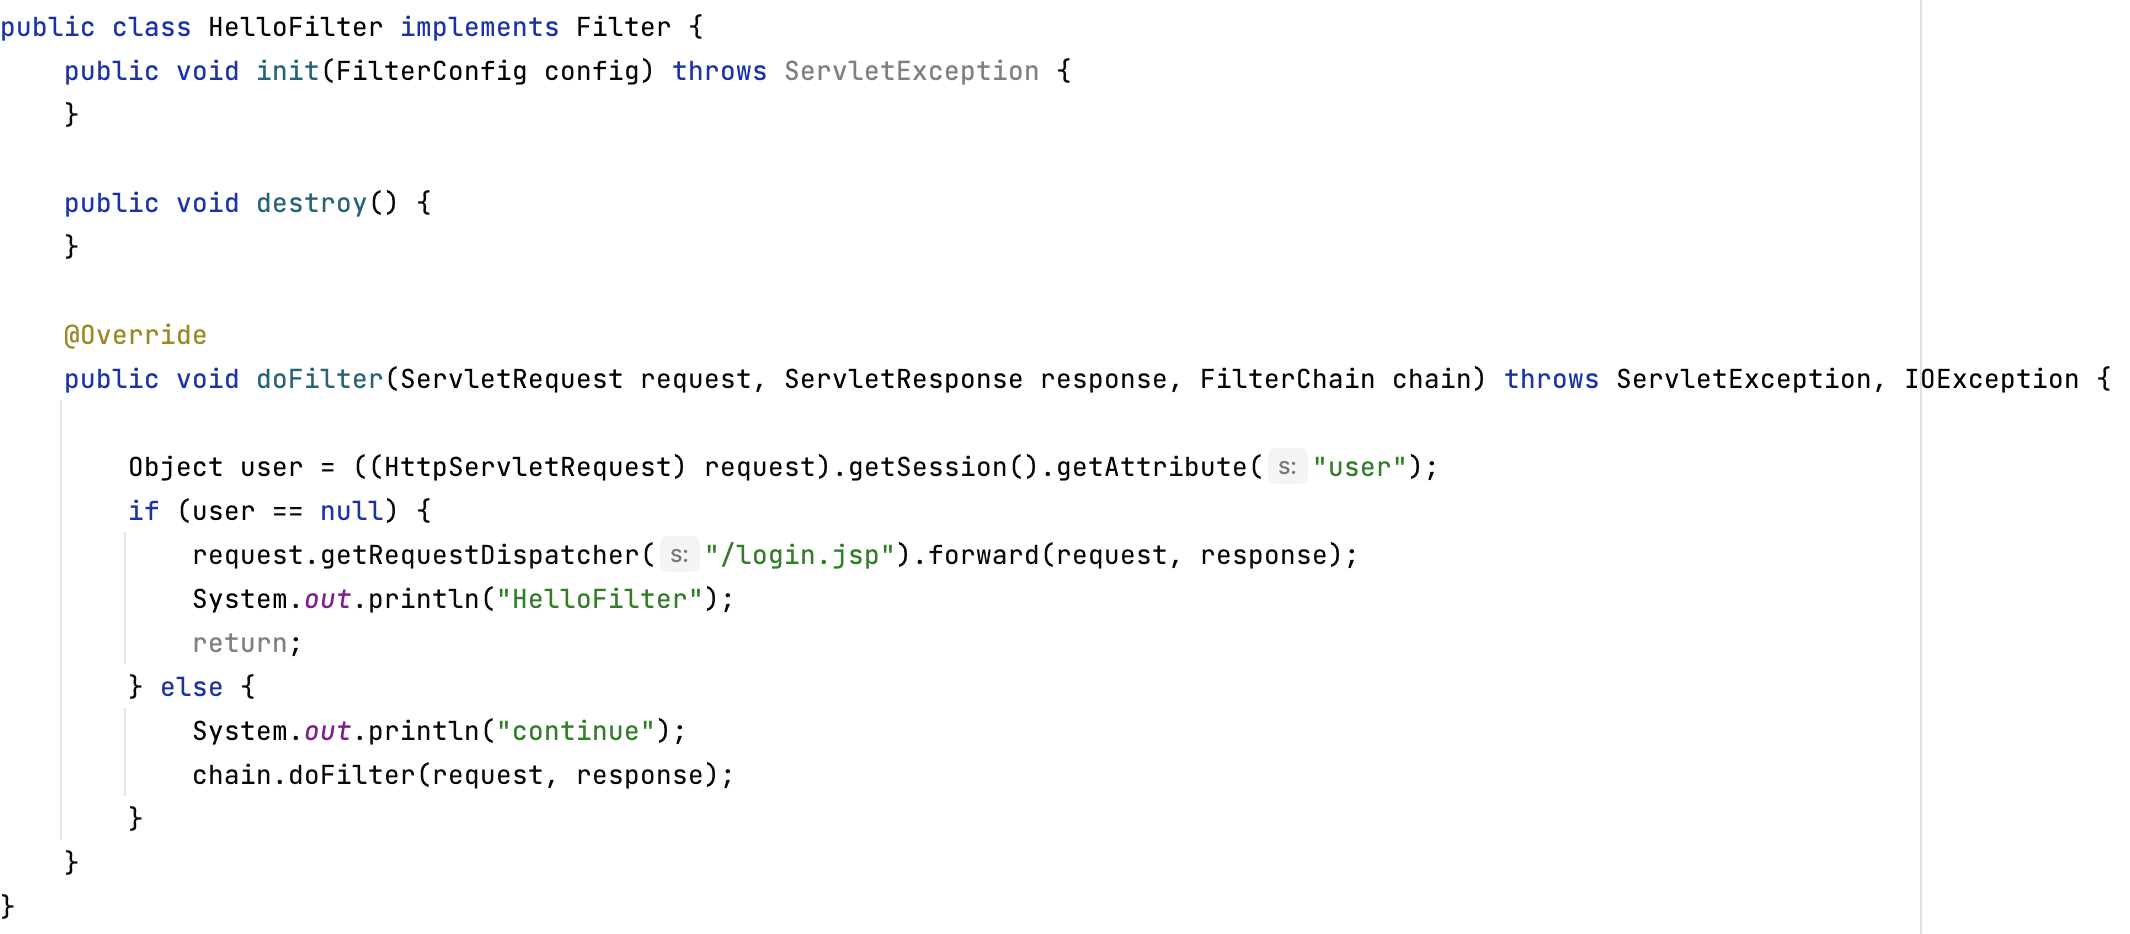 public class HelloFilter implements Filter {
    public void init(FilterConfig config) throws ServletException {
    }

    public void destroy() {
    }

    @Override
    public void doFilter(ServletRequest request, ServletResponse response, FilterChain chain) throws ServletException, IOException {

        Object user = ((HttpServletRequest) request).getSession().getAttribute( s: "user");
        if (user == null) {
            request.getRequestDispatcher( s: "/login.jsp").forward(request, response);
            System.out.println("HelloFilter");
            return;
        } else {
            System.out.println("continue");
            chain.doFilter(request, response);
        }
    }
}